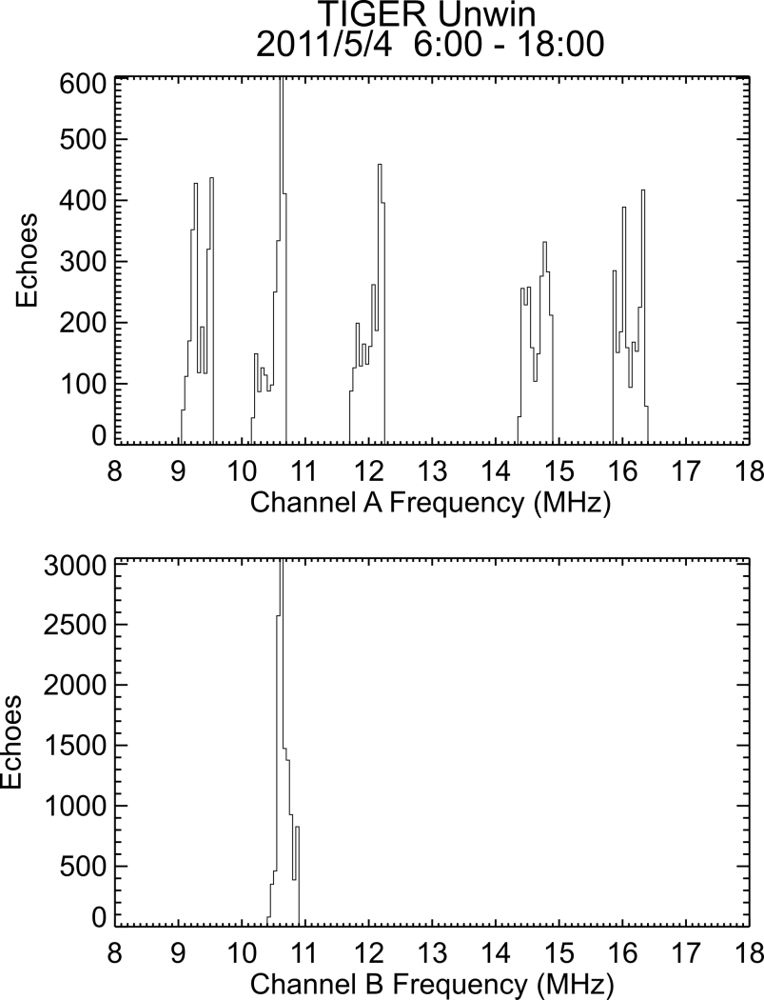 TIGER Unwin
2011/5/4 6:00 - 18:00
600
500
400
300
200
100
0
Echoes
8 9 10 11 12 13 14 15 16 17 18
Channel A Frequency (MHz)
3000
2500
2000
1500
1000
500
0
Echoes
8 9 10 11 12 13 14 15 16 17 18
Channel B Frequency (MHz)